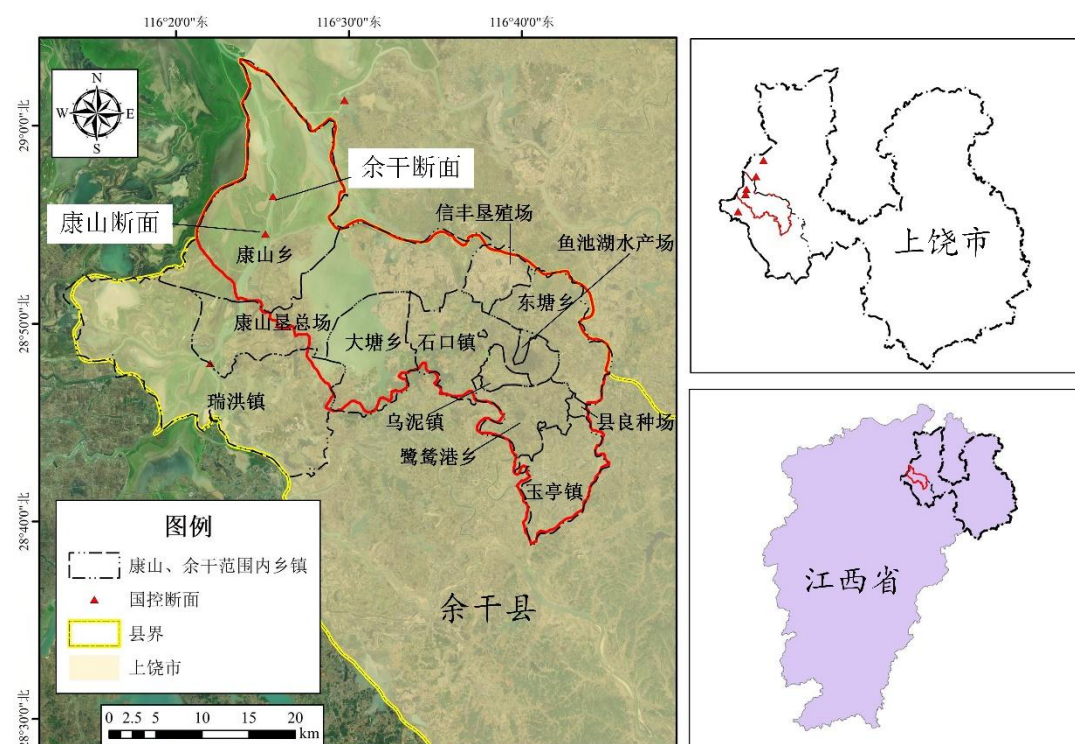 116°20'0"东
116°30'0"东
116°40'0"东
N
W
E
S
29°0'0"北
28°5'0"北
28°4'0"北
28°3'0"北
余干断面
康山断面
信丰垦殖场
鱼池湖水产场
康山乡
东塘乡
康山垦总场
大塘乡
石口镇
瑞洪镇
乌泥镇
县良种场
鹭鸶港乡
玉亭镇
余干县
图例
康山、余干范围内乡镇
国控断面
县界
上饶市
0 2.5 5 10 15 20
km
上饶市
江西省